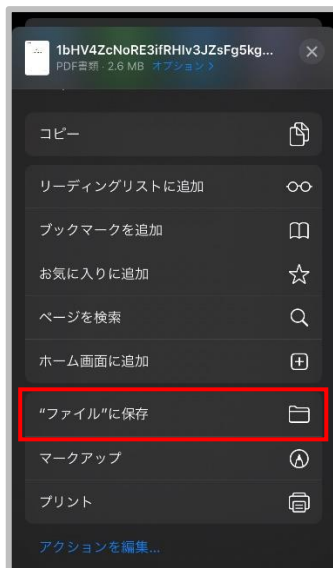 1bHV4ZcNoRE3ifRHIv3JZsFg5kg...
PDF書類・2.6 MB オプション >
コピー
リーディングリストに追加
ブックマークを追加
お気に入りに追加
ページを検索
ホーム画面に追加
“ファイル”に保存
マークアップ
プリント
アクションを編集...